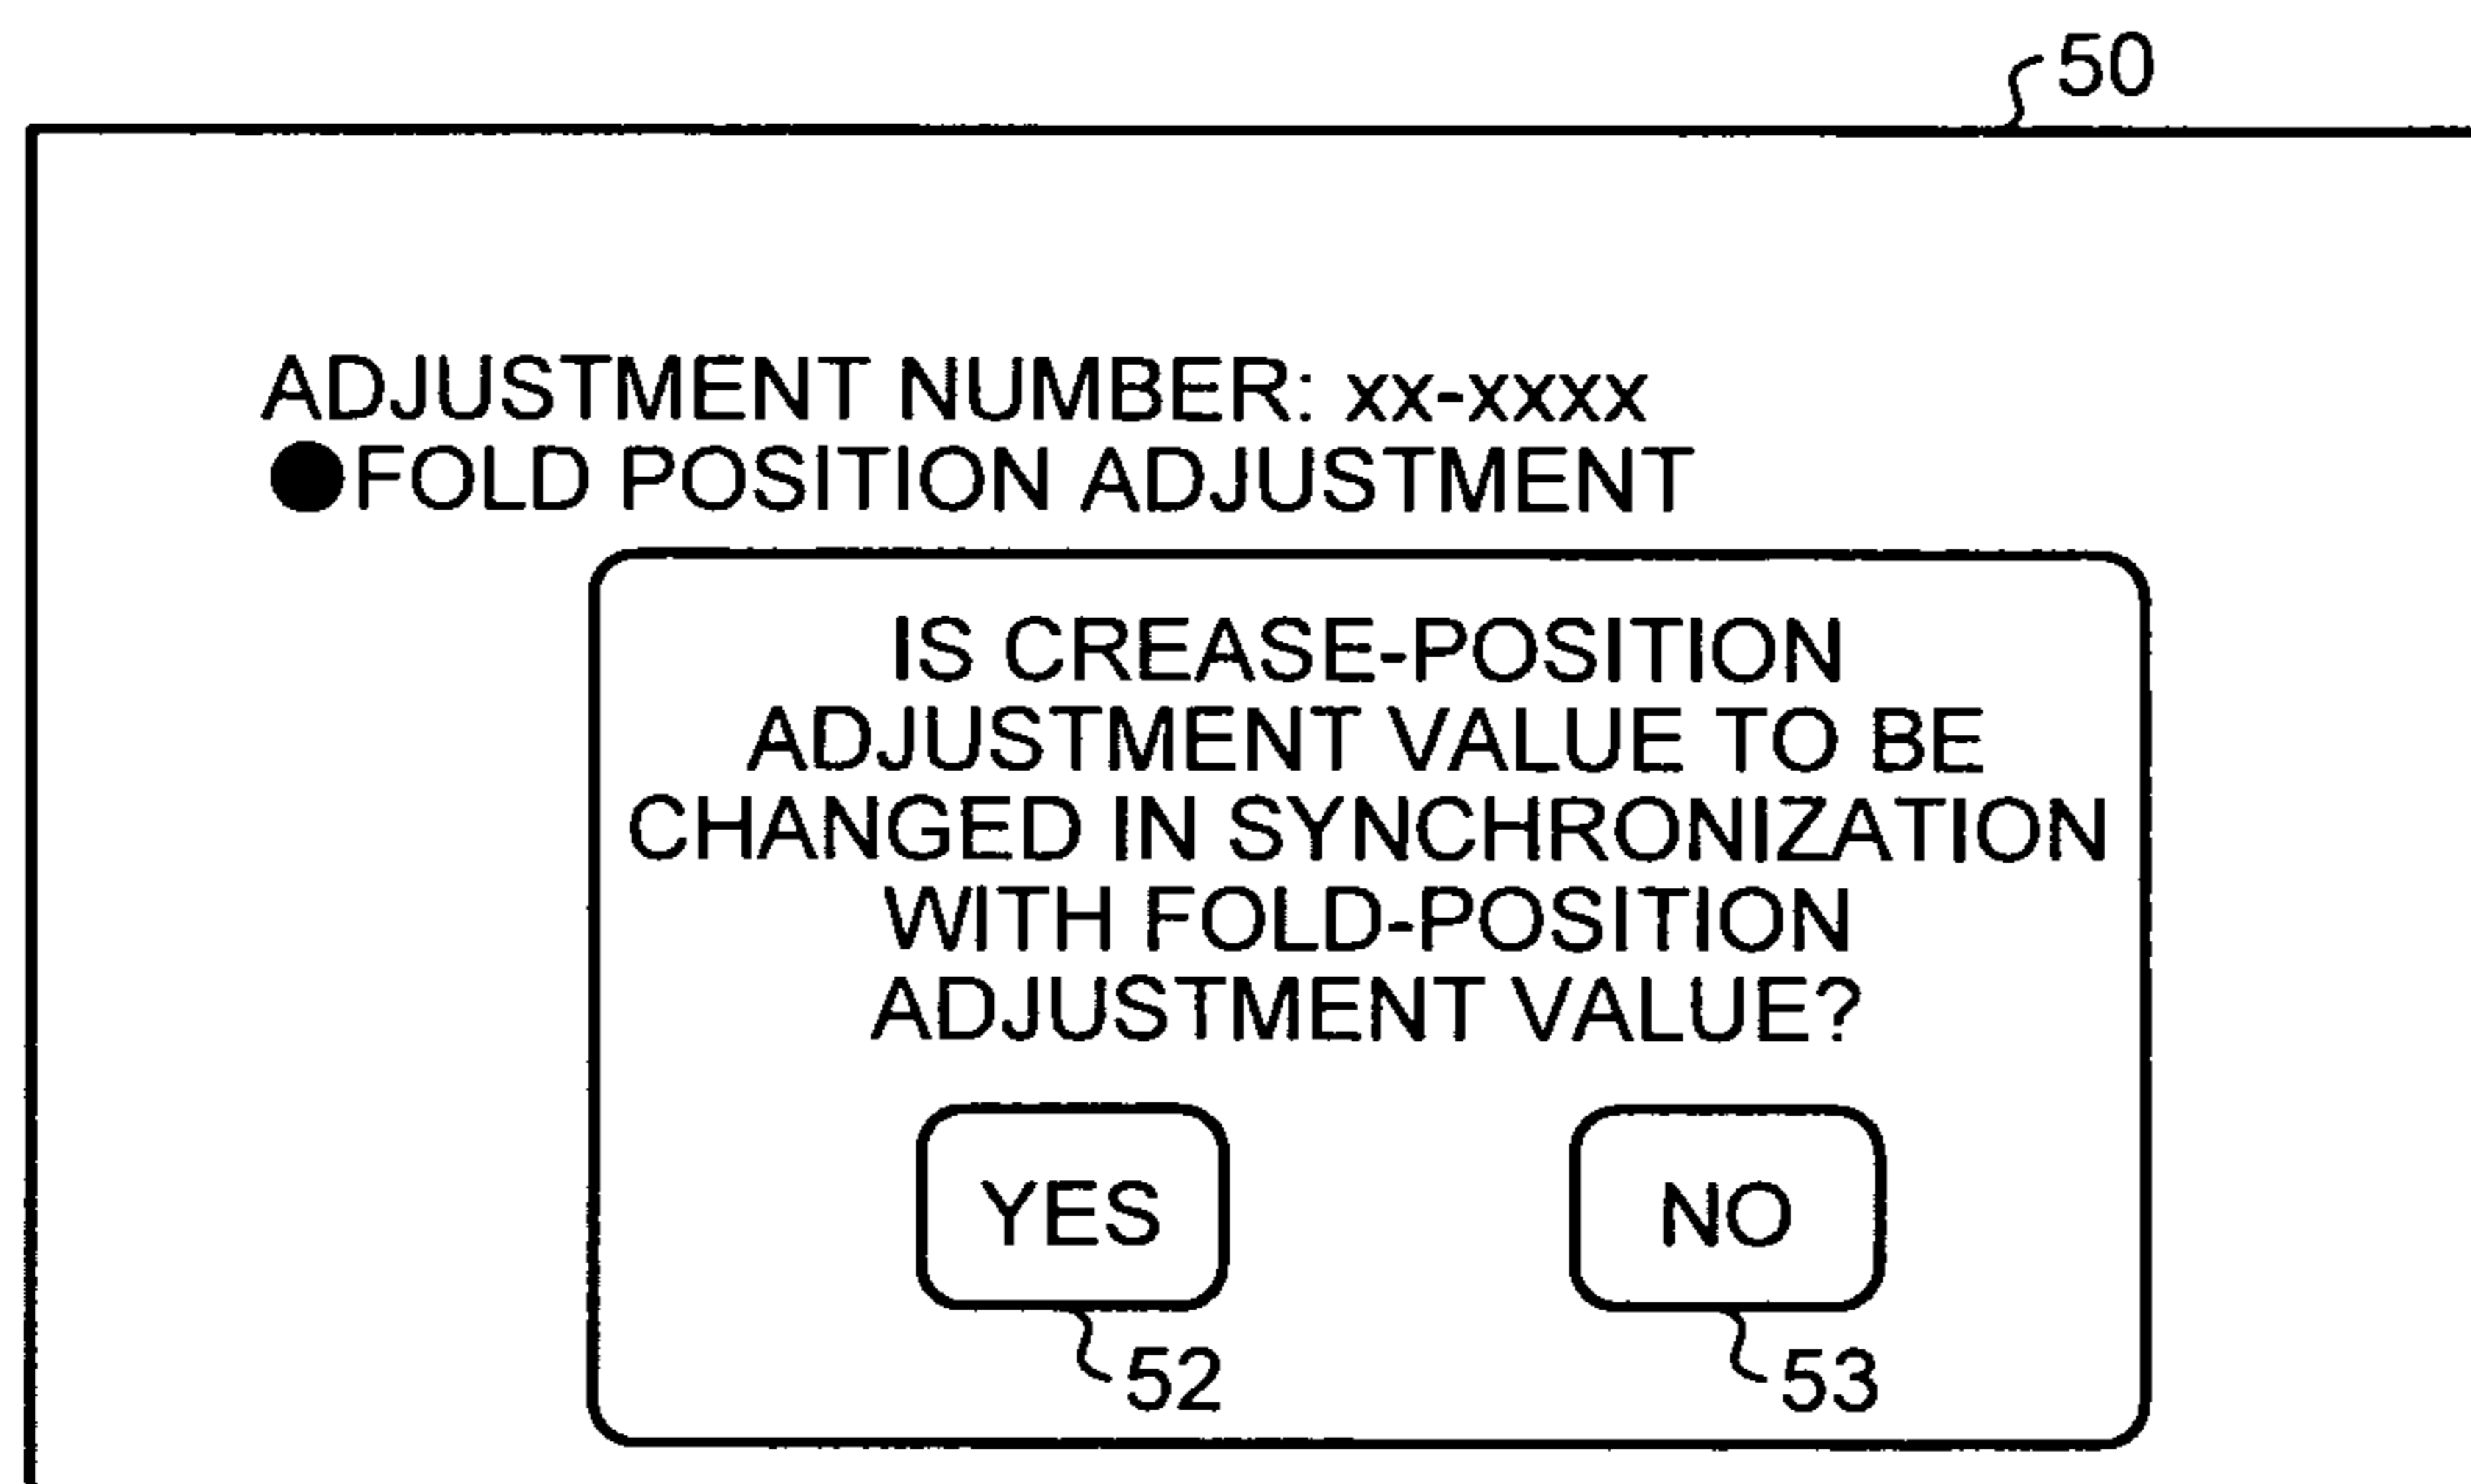 50
ADJUSTMENT NUMBER: xx-xxxx
●FOLD POSITION ADJUSTMENT
IS CREASE-POSITION
ADJUSTMENT VALUE TO BE
CHANGED IN SYNCHRONIZATION
WITH FOLD-POSITION
ADJUSTMENT VALUE?
YES NO
52 53